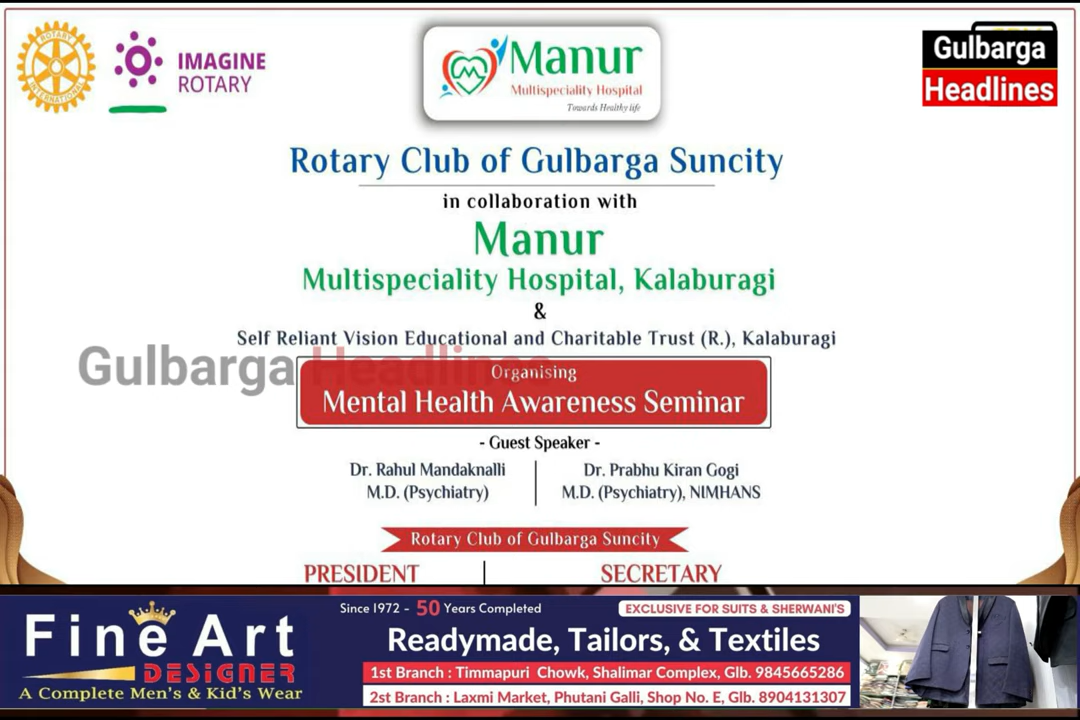 ROTARY
INTERNATIONAL
IMAGINE
ROTARY
Manur
Multispeciality Hospital
Towards Healthy life
Gulbarga
Headlines
Rotary Club of Gulbarga Suncity
in collaboration with
Manur
Multispeciality Hospital, Kalaburagi
&
Self Reliant Vision Educational and Charitable Trust (R.), Kalaburagi
Gulbarga Headlines
Organising
Mental Health Awareness Seminar
- Guest Speaker -
Dr. Rahul Mandaknalli
M.D. (Psychiatry)
Dr. Prabhu Kiran Gogi
M.D. (Psychiatry), NIMHANS
Rotary Club of Gulbarga Suncity
PRESIDENT
SECRETARY
Fine Art
DESIGNER
A Complete Men's & Kid's Wear
Since 1972 - 50 Years Completed
EXCLUSIVE FOR SUITS & SHERWANI'S
Readymade, Tailors, & Textiles
1st Branch : Timmapuri Chowk, Shalimar Complex, Glb. 9845665286
2st Branch : Laxmi Market, Phutani Galli, Shop No. E, Glb. 8904131307